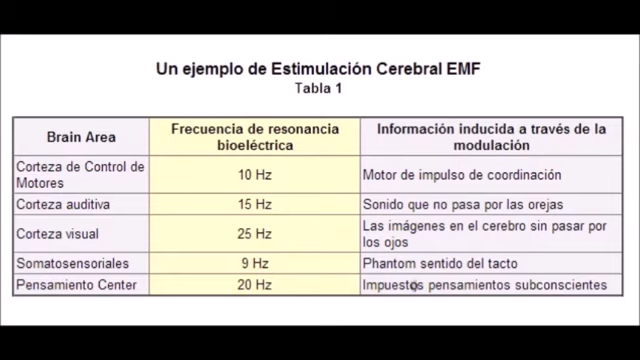 Un ejemplo de Estimulación Cerebral EMF
Tabla 1
Brain Area
Frecuencia de resonancia
bioeléctrica
Información inducida a través de la
modulación
Corteza de Control de
Motores
10 Hz
Motor de impulso de coordinación
Corteza auditiva
15 Hz
Sonido que no pasa por las orejas
Corteza visual
25 Hz
Las imágenes en el cerebro sin pasar por
los ojos
Somatosensoriales
9 Hz
Phantom sentido del tacto
Pensamiento Center
20 Hz
Impuestos pensamientos subconscientes